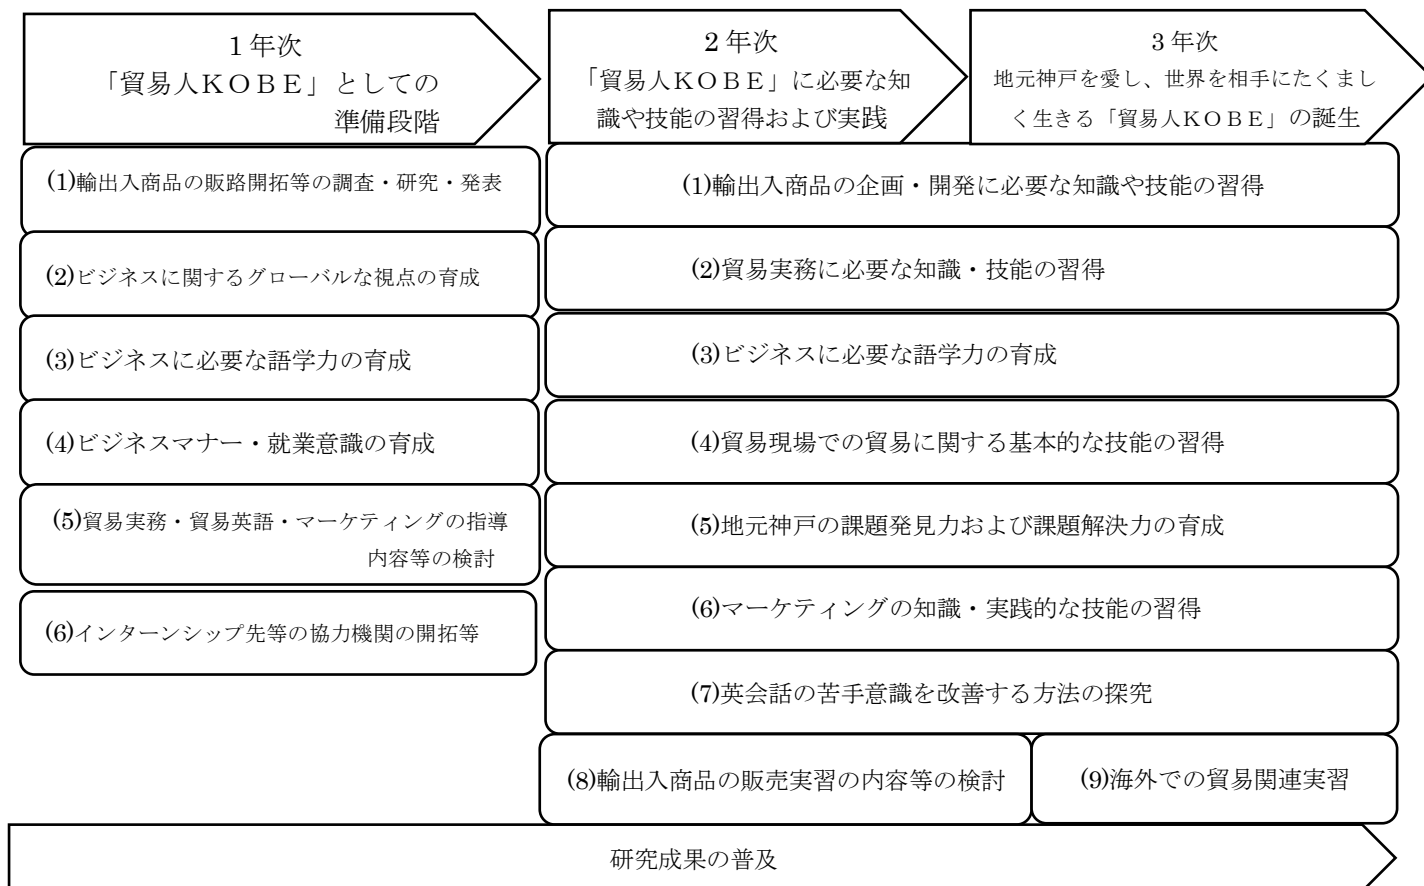 1年次
「貿易人KOBE」としての
準備段階
2年次
「貿易人KOBE」に必要な知
識や技能の習得および実践
3年次
地元神戸を愛し、世界を相手にたくまし
く生きる「貿易人KOBE」の誕生
(1)輸出入商品の販路開拓等の調査・研究・発表
(2)ビジネスに関するグローバルな視点の育成
(3)ビジネスに必要な語学力の育成
(4)ビジネスマナー・就業意識の育成
(5)貿易実務・貿易英語・マーケティングの指導
内容等の検討
(6)インターンシップ先等の協力機関の開拓等
(1)輸出入商品の企画・開発に必要な知識や技能の習得
(2)貿易実務に必要な知識・技能の習得
(3)ビジネスに必要な語学力の育成
(4)貿易現場での貿易に関する基本的な技能の習得
(5)地元神戸の課題発見力および課題解決力の育成
(6)マーケティングの知識・実践的な技能の習得
(7)英会話の苦手意識を改善する方法の探究
(8)輸出入商品の販売実習の内容等の検討
(9)海外での貿易関連実習
研究成果の普及